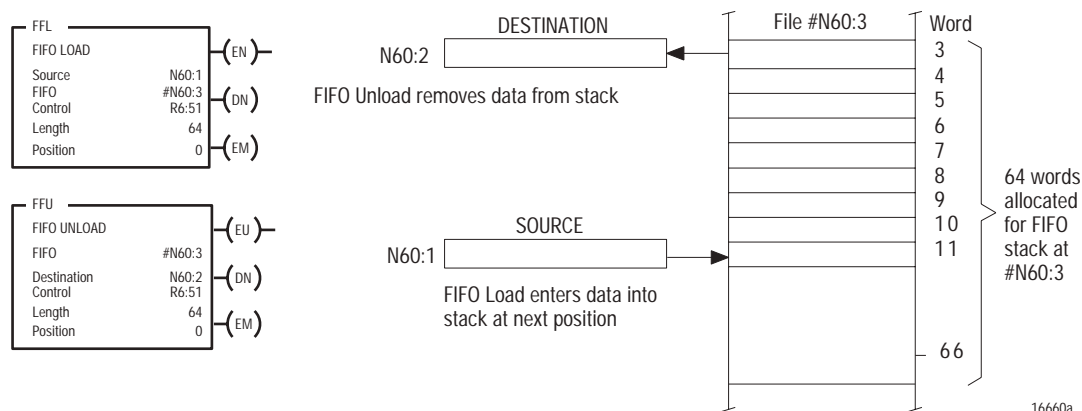 FFL
FIFO LOAD
Source N60:1
FIFO #N60:3
Control R6:51
Length 64
Position 0
EN
DN
EM
FFU
FIFO UNLOAD
FIFO #N60:3
Destination N60:2
Control R6:51
Length 64
Position 0
EU
DN
EM
DESTINATION
N60:2
FIFO Unload removes data from stack
SOURCE
N60:1
FIFO Load enters data into
stack at next position
File #N60:3
Word
3
4
5
6
7
8
9
10
11
66
64 words
allocated
for FIFO
stack at
#N60:3
16660a